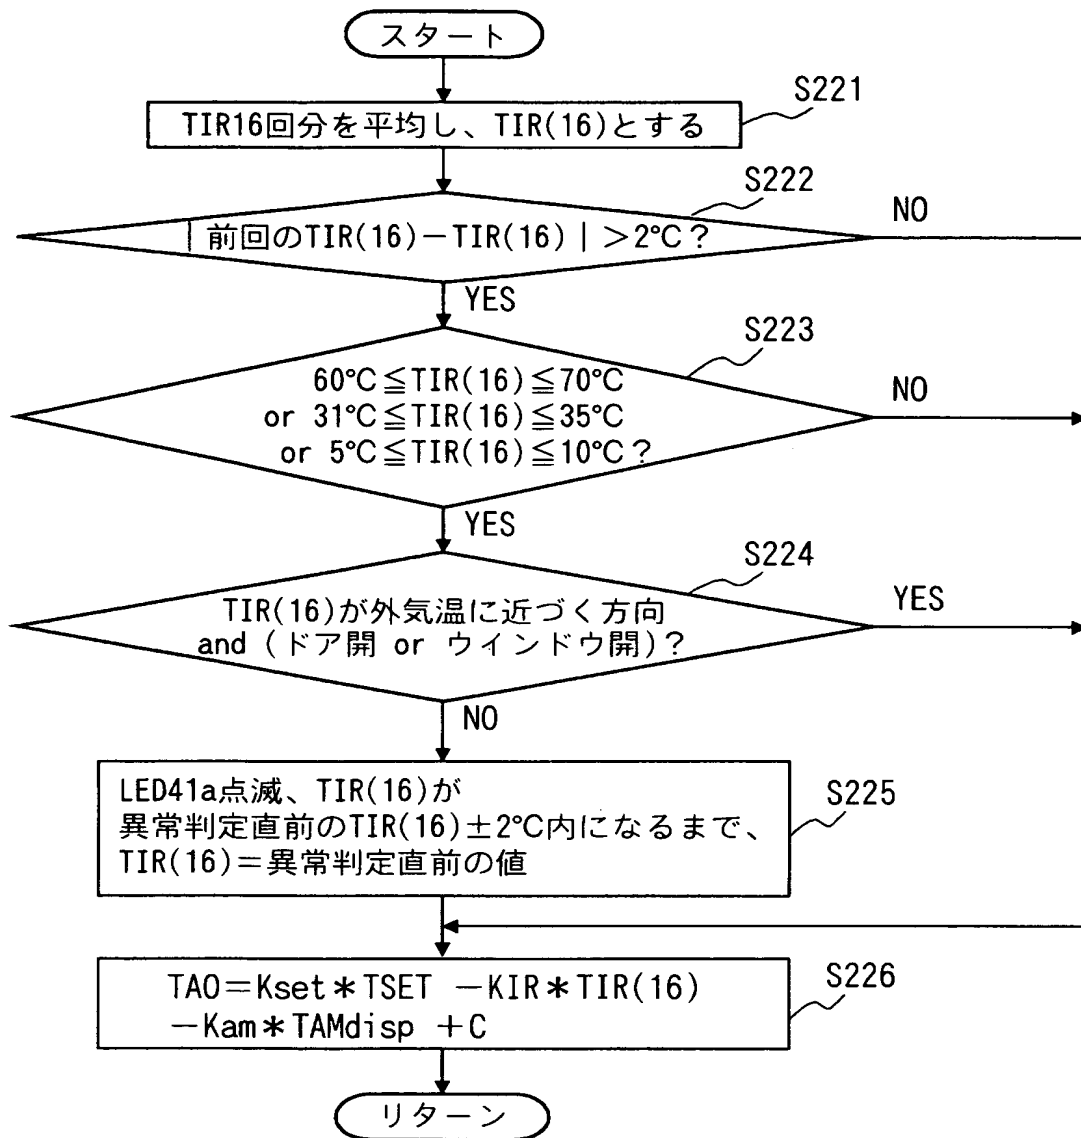 スタート
S221
TIR16回分を平均し、TIR(16)とする
S222
NO
｜前回のTIR(16)－TIR(16)｜＞2℃？
YES
S223
60℃≦TIR(16)≦70℃
NO
or 31℃≦TIR(16)≦35℃
or 5℃≦TIR(16)≦10℃？
YES
S224
TIR(16)が外気温に近づく方向
YES
and (ドア開 or ウインドウ開)？
NO
LED41a点滅、TIR(16)が
S225
異常判定直前のTIR(16)±2℃内になるまで、
TIR(16)＝異常判定直前の値
TAO＝Kset＊TSET －KIR＊TIR(16)
S226
－Kam＊TAMdisp ＋C
リターン